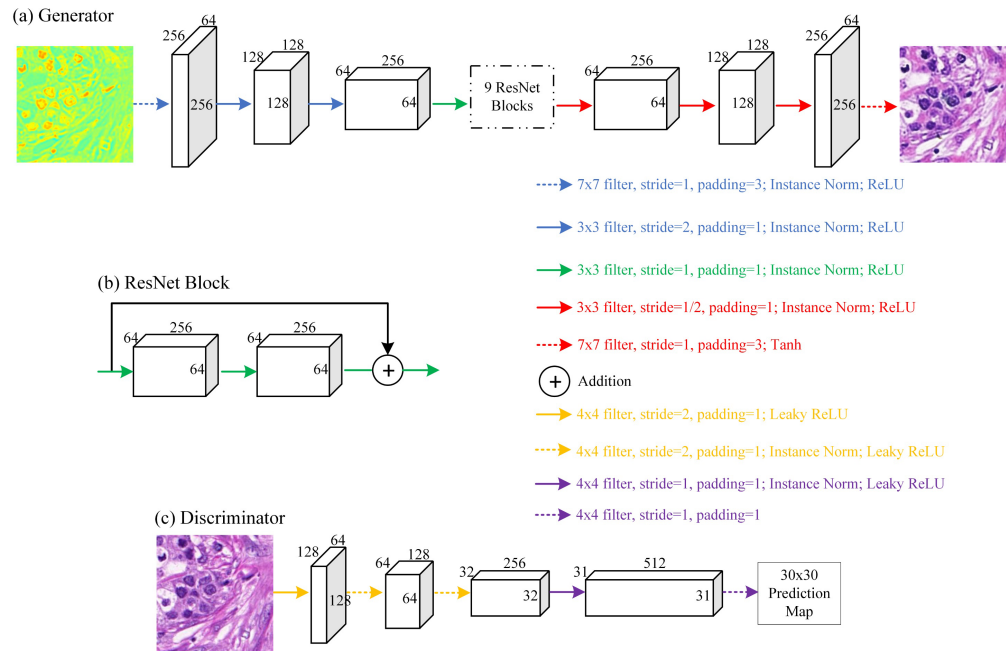 (a) Generator
64
256
256
128
128
128
256
64
64
9 ResNet
Blocks
256
64
64
128
128
128
64
256
256
7x7 filter, stride=1, padding=3; Instance Norm; ReLU
3x3 filter, stride=2, padding=1; Instance Norm; ReLU
3x3 filter, stride=1, padding=1; Instance Norm; ReLU
3x3 filter, stride=1/2, padding=1; Instance Norm; ReLU
7x7 filter, stride=1, padding=3; Tanh
Addition
4x4 filter, stride=2, padding=1; Leaky ReLU
4x4 filter, stride=2, padding=1; Instance Norm; Leaky ReLU
4x4 filter, stride=1, padding=1; Instance Norm; Leaky ReLU
4x4 filter, stride=1, padding=1
(b) ResNet Block
256
64
64
256
64
64
+
(c) Discriminator
64
128
128
128
64
64
256
32
32
512
31
31
30x30
Prediction
Map